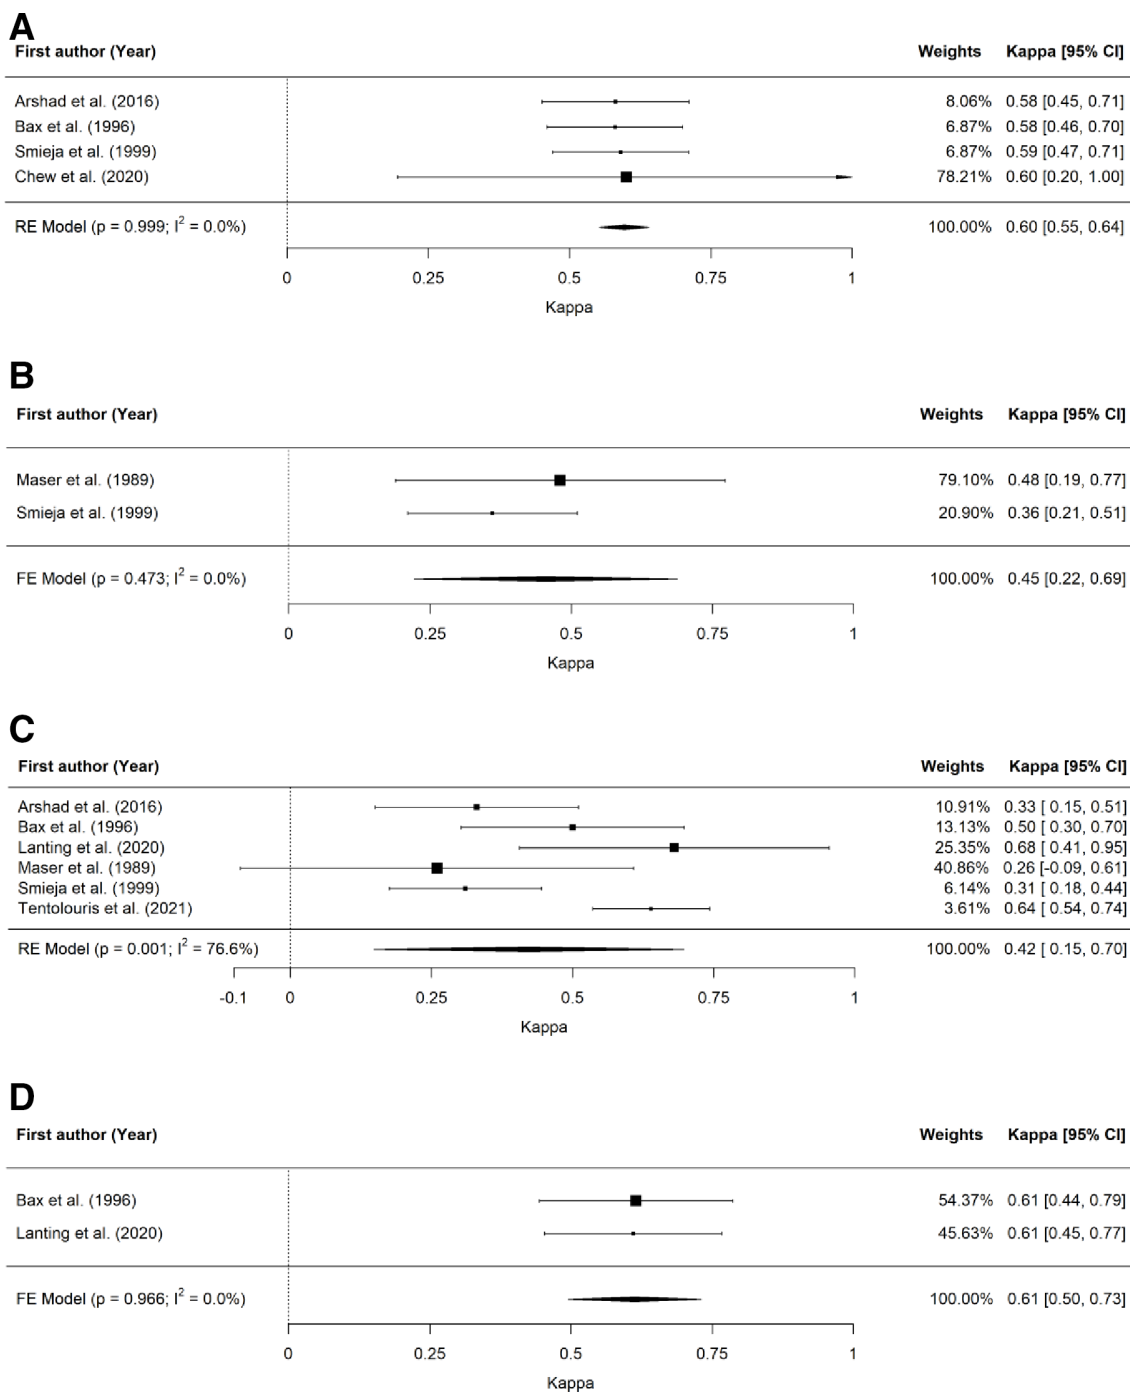 A
First author (Year) Weights Kappa [95% CI]
Arshad et al. (2016) 8.06% 0.58 [0.45, 0.71]
Bax et al. (1996) 6.87% 0.58 [0.46, 0.70]
Smieja et al. (1999) 6.87% 0.59 [0.47, 0.71]
Chew et al. (2020) 78.21% 0.60 [0.20, 1.00]
RE Model (p = 0.999; I² = 0.0%) 100.00% 0.60 [0.55, 0.64]
0 0.25 0.5 0.75 1
Kappa
B
First author (Year) Weights Kappa [95% CI]
Maser et al. (1989) 79.10% 0.48 [0.19, 0.77]
Smieja et al. (1999) 20.90% 0.36 [0.21, 0.51]
FE Model (p = 0.473; I² = 0.0%) 100.00% 0.45 [0.22, 0.69]
0 0.25 0.5 0.75 1
Kappa
C
First author (Year) Weights Kappa [95% CI]
Arshad et al. (2016) 10.91% 0.33 [ 0.15, 0.51]
Bax et al. (1996) 13.13% 0.50 [ 0.30, 0.70]
Lanting et al. (2020) 25.35% 0.68 [ 0.41, 0.95]
Maser et al. (1989) 40.86% 0.26 [-0.09, 0.61]
Smieja et al. (1999) 6.14% 0.31 [ 0.18, 0.44]
Tentolouris et al. (2021) 3.61% 0.64 [ 0.54, 0.74]
RE Model (p = 0.001; I² = 76.6%) 100.00% 0.42 [ 0.15, 0.70]
-0.1 0 0.25 0.5 0.75 1
Kappa
D
First author (Year) Weights Kappa [95% CI]
Bax et al. (1996) 54.37% 0.61 [0.44, 0.79]
Lanting et al. (2020) 45.63% 0.61 [0.45, 0.77]
FE Model (p = 0.966; I² = 0.0%) 100.00% 0.61 [0.50, 0.73]
0 0.25 0.5 0.75 1
Kappa